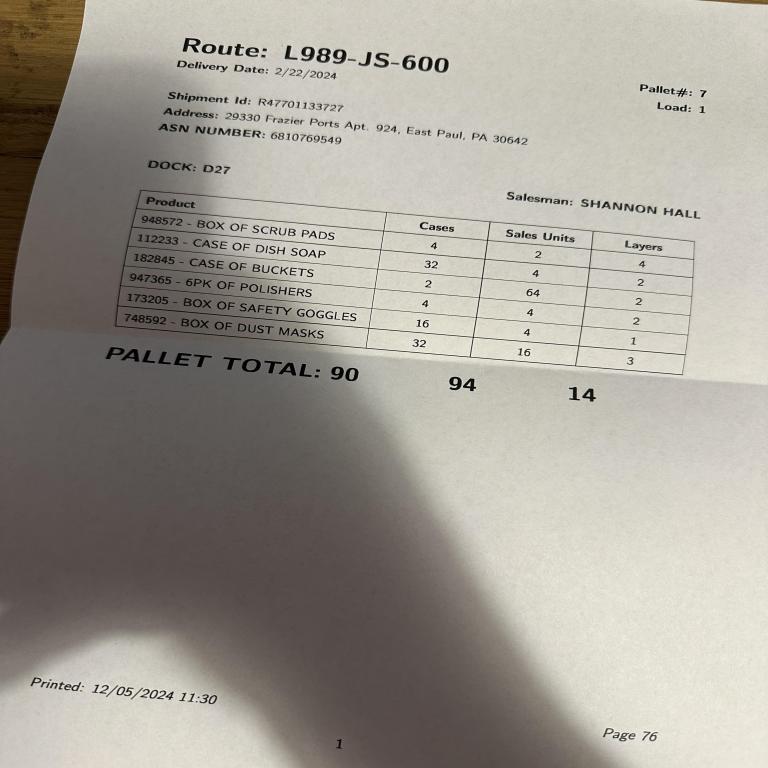 Route: L989-JS-600
Delivery Date: 2/22/2024
Pallet#: 7
Load: 1
Shipment Id: R47701133727
Address: 29330 Frazier Ports Apt. 924, East Paul, PA 30642
ASN NUMBER: 6810769549
DOCK: D27
Salesman: SHANNON HALL
Product Cases Sales Units Layers
948572 - BOX OF SCRUB PADS 4 2 4
112233 - CASE OF DISH SOAP 32 4 2
182845 - CASE OF BUCKETS 2 64 2
947365 - 6PK OF POLISHERS 4 4 2
173205 - BOX OF SAFETY GOGGLES 16 4 1
748592 - BOX OF DUST MASKS 32 16 3
PALLET TOTAL: 90 94 14
Printed: 12/05/2024 11:30
Page 76
1